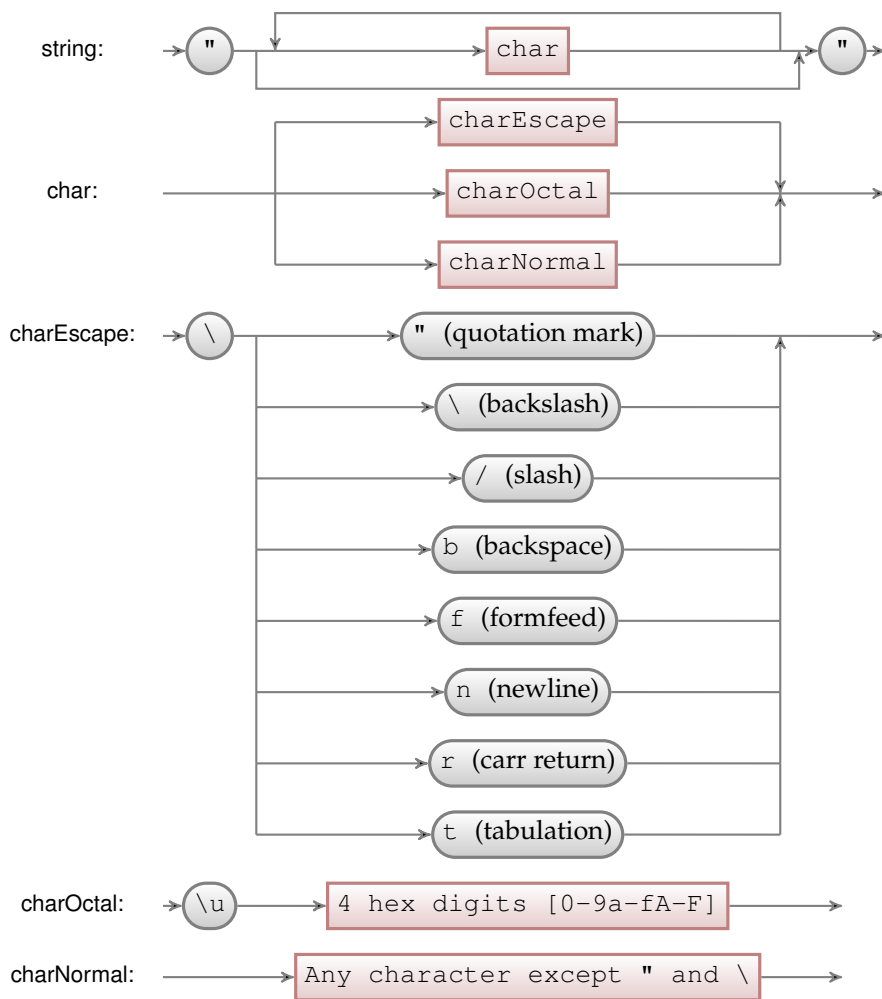 string: " char "
charEscape
char: charOctal
charNormal
charEscape: \ " (quotation mark)
\ (backslash)
/ (slash)
b (backspace)
f (formfeed)
n (newline)
r (carr return)
t (tabulation)
charOctal: \u 4 hex digits [0-9a-fA-F]
charNormal: Any character except " and \